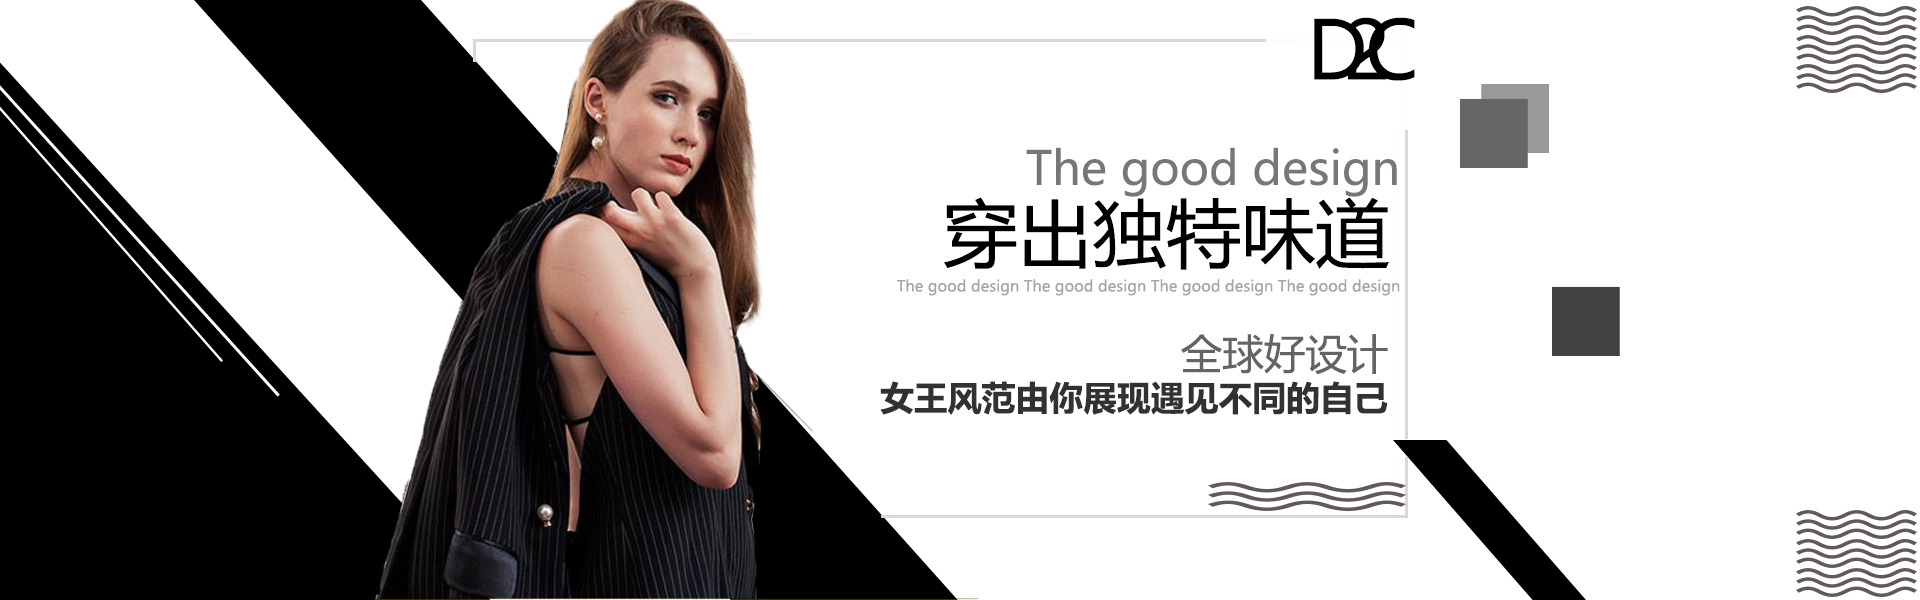 D2C
The good design
穿出独特味道
The good design The good design The good design The good design
全球好设计
女王风范由你展现遇见不同的自己